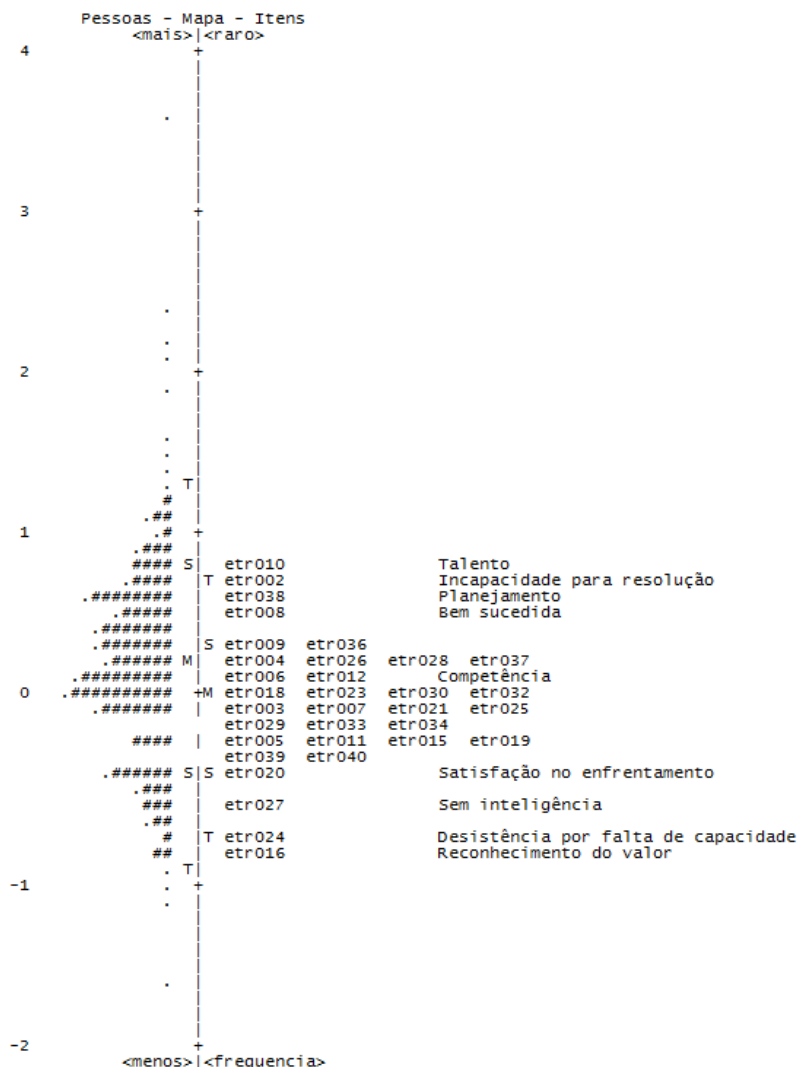 Pessoas - Mapa - Itens
<mais>|<raro>
4 +
|
|
|
. |
|
|
|
|
|
3 +
|
|
|
|
|
. |
|
. |
. |
2 +
. |
|
|
. |
. |
. |
. T|
# |
.## |
1 .# +
.### |
#### S| etr010 Talento
.#### |T etr002 Incapacidade para resolução
.######## | etr038 Planejamento
.##### | etr008 Bem sucedida
.####### |
.####### |S etr009 etr036
.###### M| etr004 etr026 etr028 etr037
.######### | etr006 etr012 Competência
0 .########## +M etr018 etr023 etr030 etr032
.####### | etr003 etr007 etr021 etr025
etr029 etr033 etr034
#### | etr005 etr011 etr015 etr019
etr039 etr040
.###### S|S etr020 Satisfação no enfrentamento
.### |
### | etr027 Sem inteligência
.## |
# |T etr024 Desistência por falta de capacidade
## | etr016 Reconhecimento do valor
. T|
-1 . +
. |
|
|
|
|
. |
|
|
|
-2 +
<menos>|<frequencia>